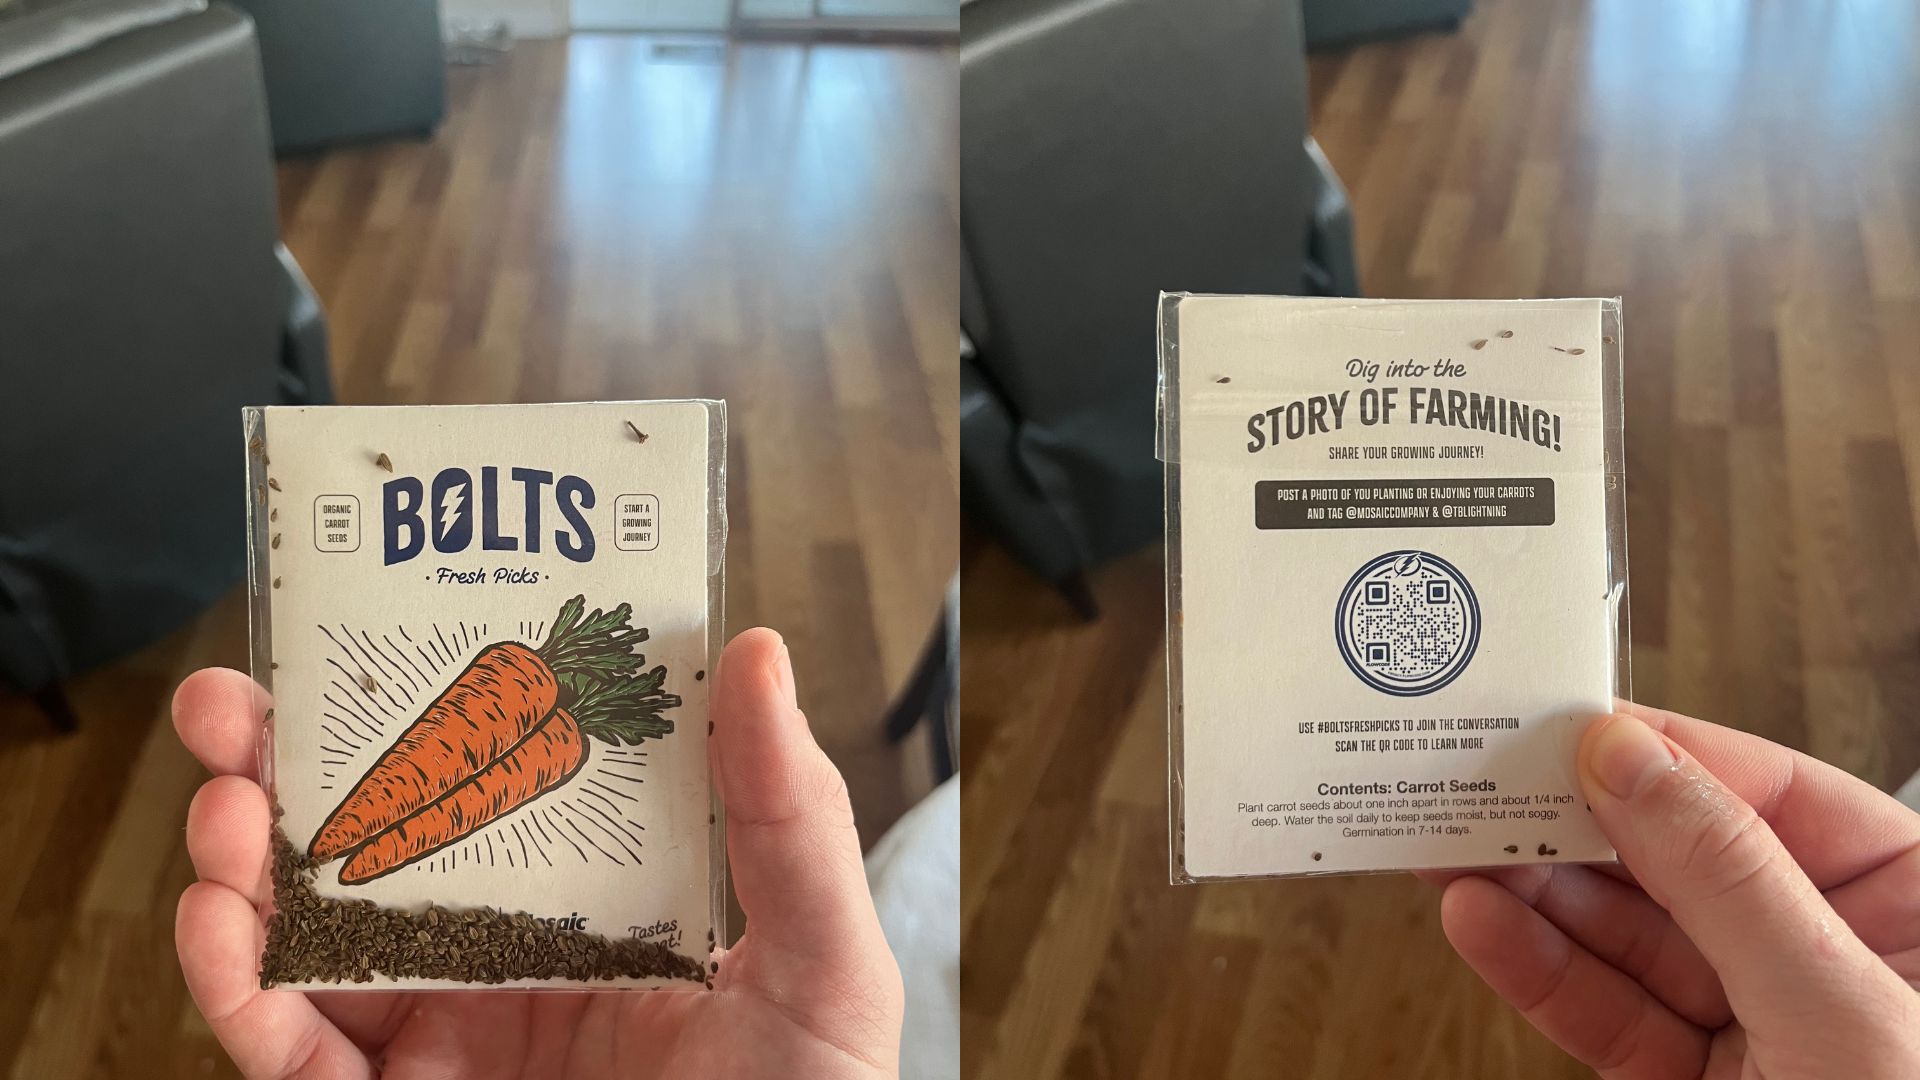 BOLTS
ORGANIC
CARROT
SEEDS
START A
GROWING
JOURNEY
· Fresh Picks ·
Tastes
Dig into the
STORY OF FARMING!
SHARE YOUR GROWING JOURNEY!
POST A PHOTO OF YOU PLANTING OR ENJOYING YOUR CARROTS
AND TAG @MOSAICCOMPANY & @TBLIGHTNING
USE #BOLTSFRESHPICKS TO JOIN THE CONVERSATION
SCAN THE QR CODE TO LEARN MORE
Contents: Carrot Seeds
Plant carrot seeds about one inch apart in rows and about 1/4 inch
deep. Water the soil daily to keep seeds moist, but not soggy.
Germination in 7-14 days.